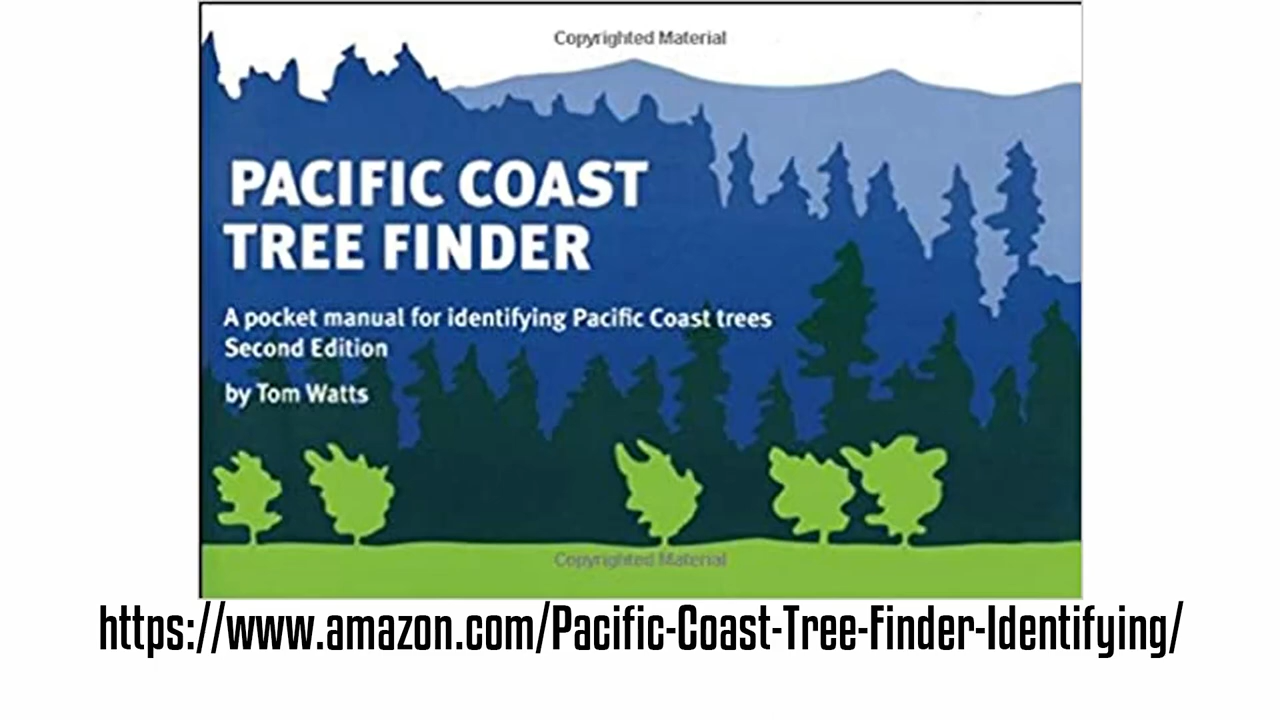 Copyrighted Material
PACIFIC COAST
TREE FINDER
A pocket manual for identifying Pacific Coast trees
Second Edition
by Tom Watts
Copyrighted Material
https://www.amazon.com/Pacific-Coast-Tree-Finder-Identifying/